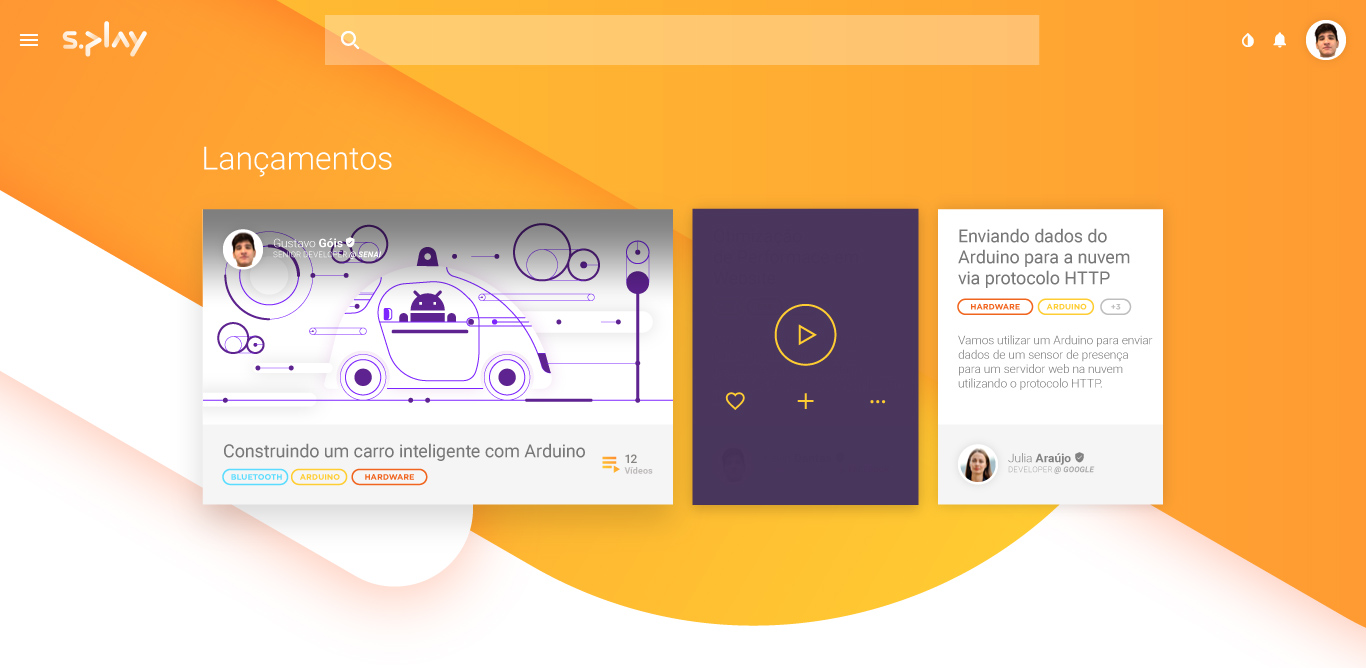 s.play
Lançamentos
Gustavo Góis
SENIOR DEVELOPER @ SENAI
Construindo um carro inteligente com Arduino
BLUETOOTH ARDUINO HARDWARE
12
Vídeos
Enviando dados do
Arduino para a nuvem
via protocolo HTTP
HARDWARE ARDUINO +3
Vamos utilizar um Arduino para enviar
dados de um sensor de presença
para um servidor web na nuvem
utilizando o protocolo HTTP.
Julia Araújo
DEVELOPER @ GOOGLE